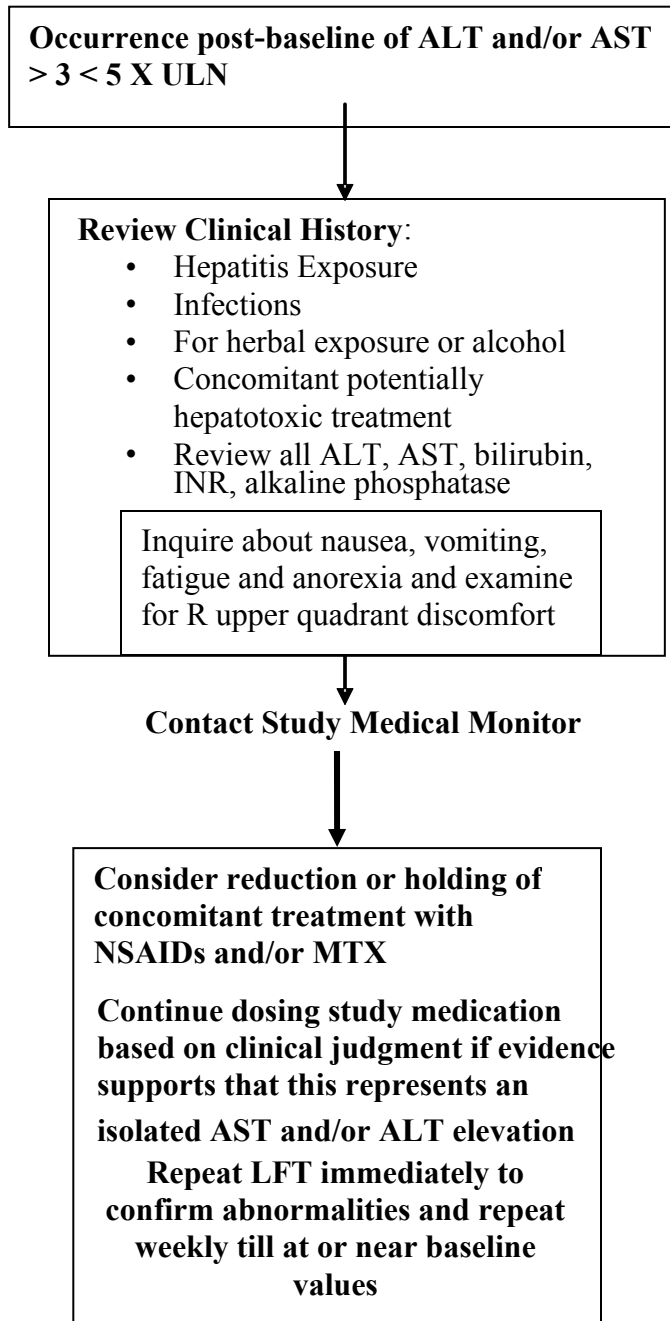 Occurrence post-baseline of ALT and/or AST
> 3 < 5 X ULN
Review Clinical History:
• Hepatitis Exposure
• Infections
• For herbal exposure or alcohol
• Concomitant potentially
hepatotoxic treatment
• Review all ALT, AST, bilirubin,
INR, alkaline phosphatase
Inquire about nausea, vomiting,
fatigue and anorexia and examine
for R upper quadrant discomfort
Contact Study Medical Monitor
Consider reduction or holding of
concomitant treatment with
NSAIDs and/or MTX
Continue dosing study medication
based on clinical judgment if evidence
supports that this represents an
isolated AST and/or ALT elevation
Repeat LFT immediately to
confirm abnormalities and repeat
weekly till at or near baseline
values